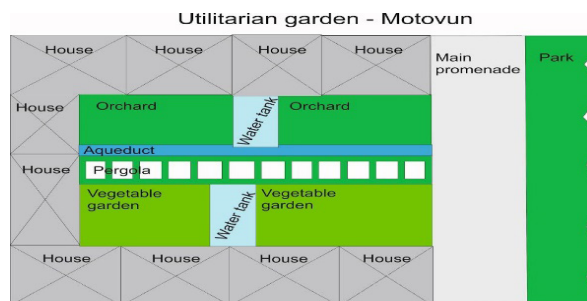 Utilitarian garden - Motovun
House House House House
Main
promenade
Park
House
Orchard
Water tank
Orchard
Aqueduct
House
Pergola
Vegetable
garden
Water tank
Vegetable
garden
House House House House